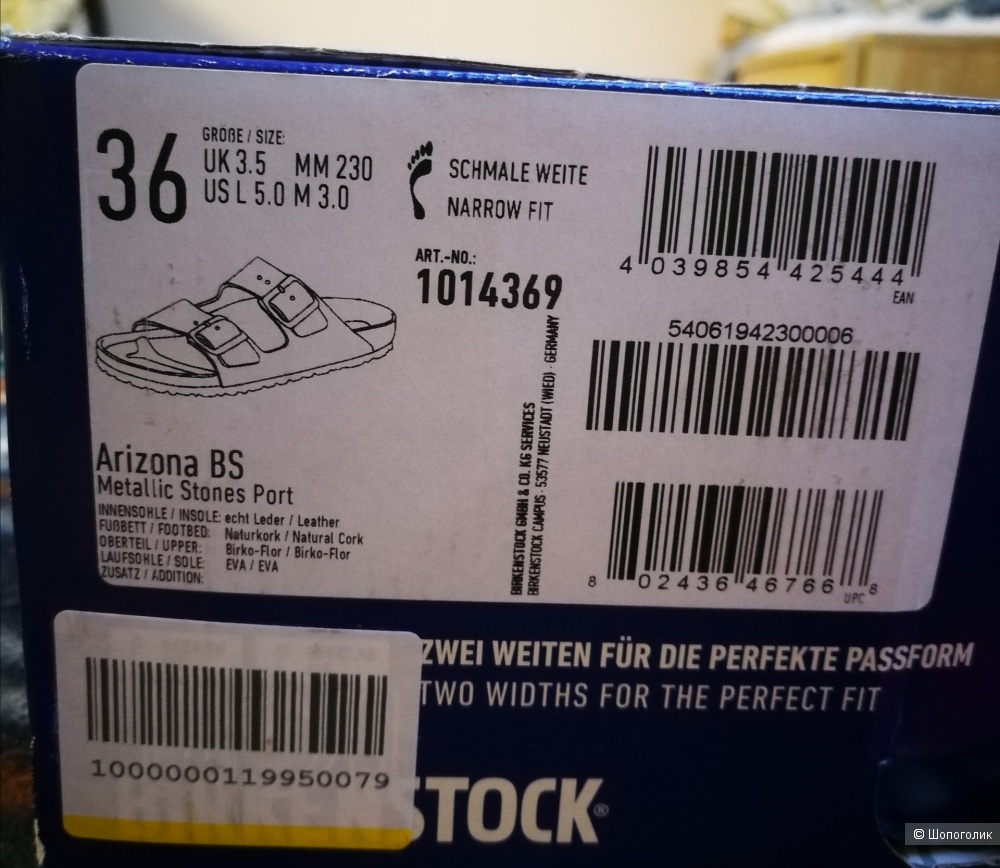 36
GRÖßE / SIZE:
UK 3.5 MM 230
US L 5.0 M 3.0
SCHMALE WEITE
NARROW FIT
ART.-NO.:
1014369
4 039854 425444
EAN
54061942300006
8 02436 46766 8
UPC
BIRKENSTOCK GMBH & CO. KG SERVICES
BIRKENSTOCK CAMPUS · 53577 NEUSTADT (WIED) · GERMANY
Arizona BS
Metallic Stones Port
INNENSOHLE / INSOLE: echt Leder / Leather
FUßBETT / FOOTBED: Naturkork / Natural Cork
OBERTEIL / UPPER: Birko-Flor / Birko-Flor
LAUFSOHLE / SOLE: EVA / EVA
ZUSATZ / ADDITION:
ZWEI WEITEN FÜR DIE PERFEKTE PASSFORM
TWO WIDTHS FOR THE PERFECT FIT
1000000119950079
STOCK®
© Шопоголик